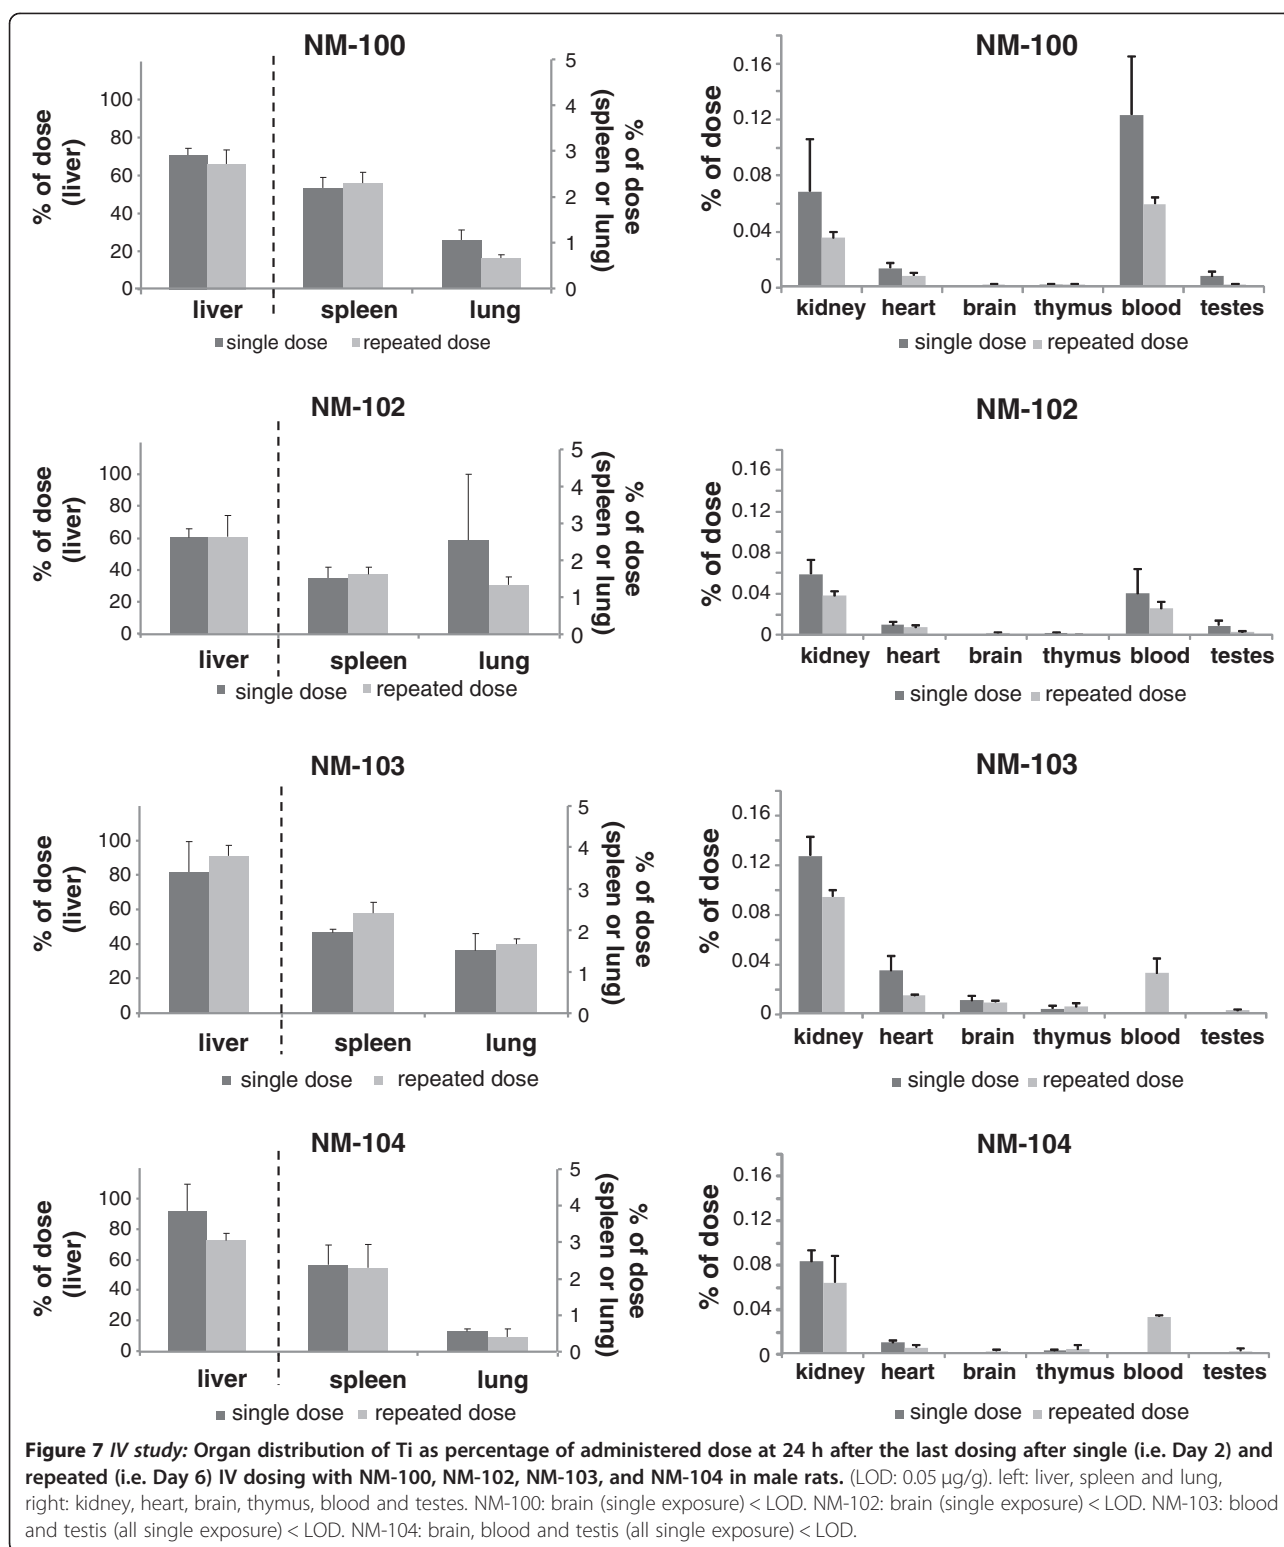 NM-100
% of dose
(liver)
100
80
60
40
20
0
5
4
3
2
1
0
% of dose
(spleen or lung)
liver spleen lung
single dose repeated dose
NM-100
% of dose
0.16
0.12
0.08
0.04
0
kidney heart brain thymus blood testes
single dose repeated dose
NM-102
% of dose
(liver)
100
80
60
40
20
0
5
4
3
2
1
0
% of dose
(spleen or lung)
liver spleen lung
single dose repeated dose
NM-102
% of dose
0.16
0.12
0.08
0.04
0
kidney heart brain thymus blood testes
single dose repeated dose
NM-103
% of dose
(liver)
100
80
60
40
20
0
5
4
3
2
1
0
% of dose
(spleen or lung)
liver spleen lung
single dose repeated dose
NM-103
% of dose
0.16
0.12
0.08
0.04
0
kidney heart brain thymus blood testes
single dose repeated dose
NM-104
% of dose
(liver)
100
80
60
40
20
0
5
4
3
2
1
0
% of dose
(spleen or lung)
liver spleen lung
single dose repeated dose
NM-104
% of dose
0.16
0.12
0.08
0.04
0
kidney heart brain thymus blood testes
single dose repeated dose
Figure 7 IV study: Organ distribution of Ti as percentage of administered dose at 24 h after the last dosing after single (i.e. Day 2) and
repeated (i.e. Day 6) IV dosing with NM-100, NM-102, NM-103, and NM-104 in male rats. (LOD: 0.05 μg/g). left: liver, spleen and lung,
right: kidney, heart, brain, thymus, blood and testes. NM-100: brain (single exposure) < LOD. NM-102: brain (single exposure) < LOD. NM-103: blood
and testis (all single exposure) < LOD. NM-104: brain, blood and testis (all single exposure) < LOD.